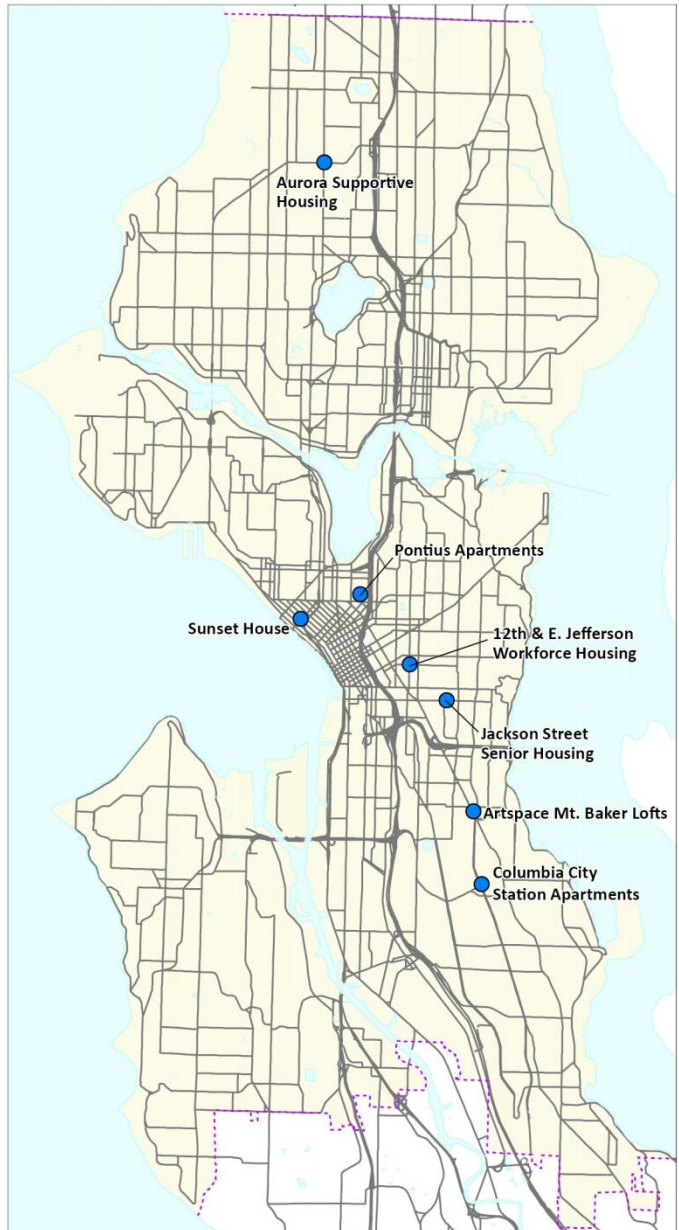 Aurora Supportive
Housing
Pontius Apartments
Sunset House
12th & E. Jefferson
Workforce Housing
Jackson Street
Senior Housing
Artspace Mt. Baker Lofts
Columbia City
Station Apartments